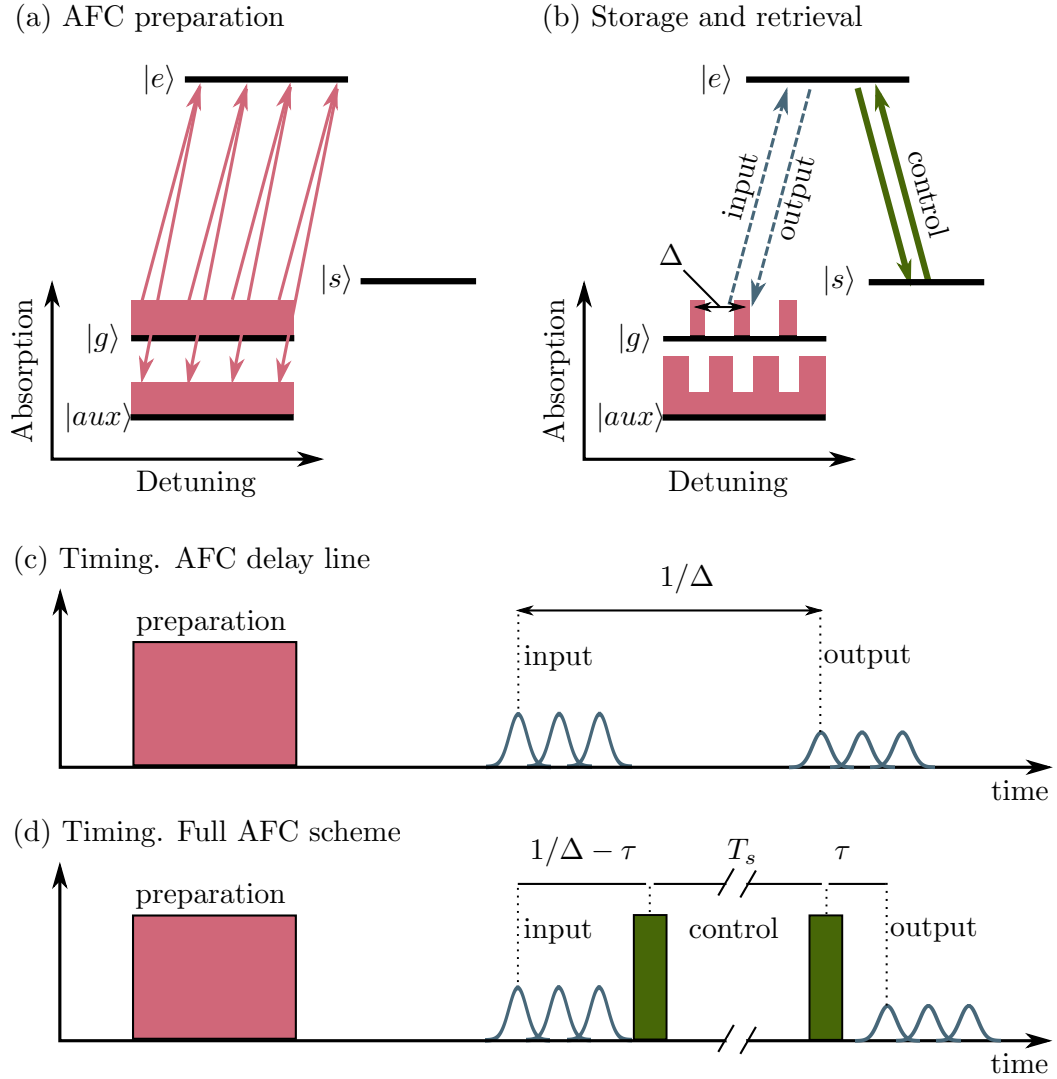 (a) AFC preparation
(b) Storage and retrieval
|e⟩
|e⟩
input
output
control
|s⟩
|s⟩
Δ
Absorption
|g⟩
|aux⟩
Detuning
Absorption
|g⟩
|aux⟩
Detuning
(c) Timing. AFC delay line
1/Δ
preparation
input
output
time
(d) Timing. Full AFC scheme
1/Δ − τ
T_s
τ
preparation
input
control
output
time